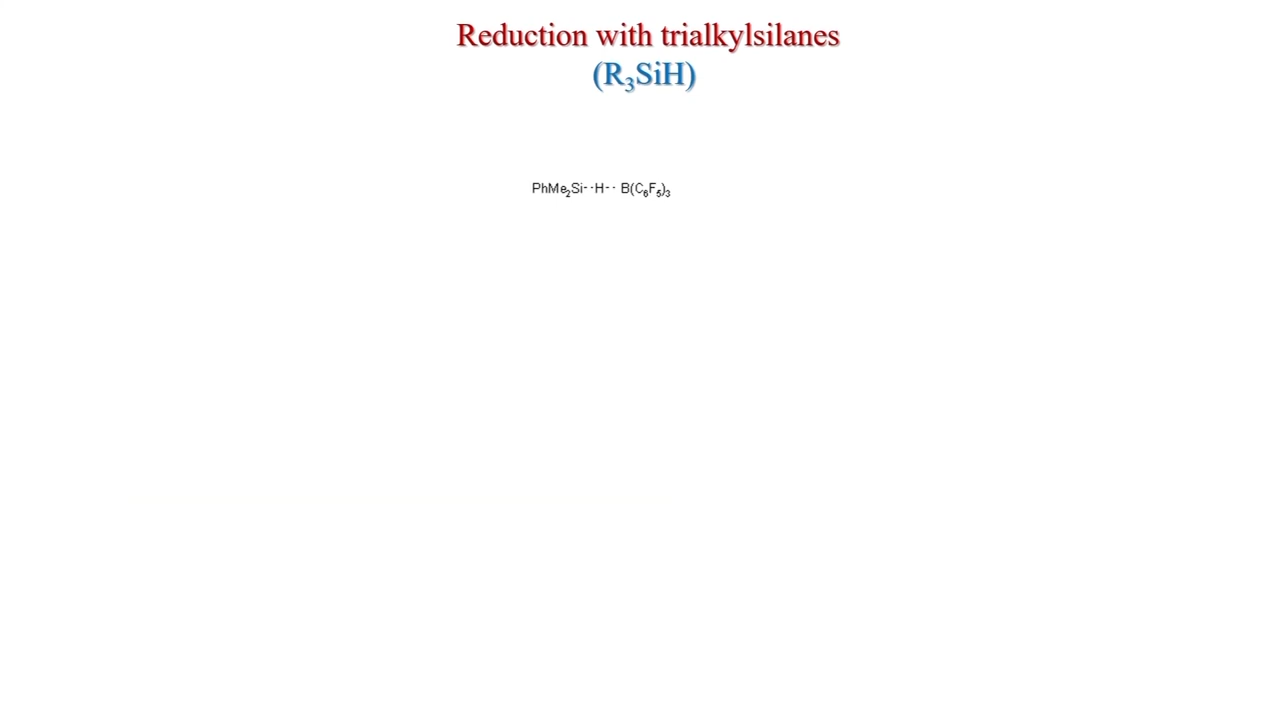 Reduction with trialkylsilanes
(R₃SiH)
PhMe₂Si--H-- B(C₆F₅)₃